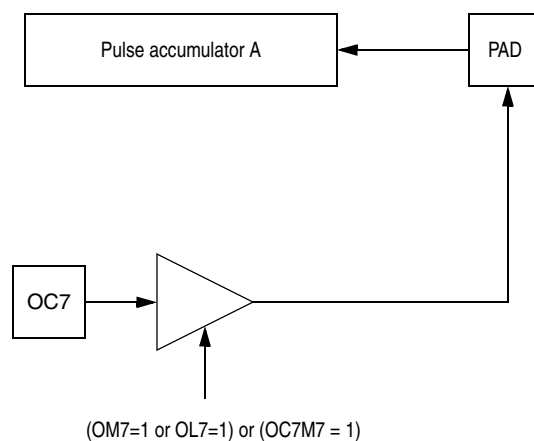 Pulse accumulator A
PAD
OC7
(OM7=1 or OL7=1) or (OC7M7 = 1)